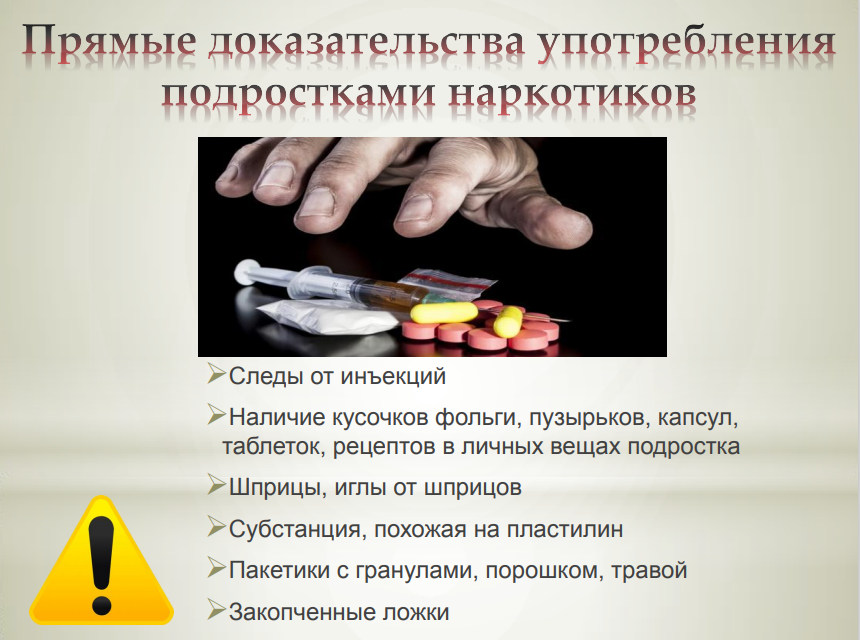 Прямые доказательства употребления
подростками наркотиков
Следы от инъекций
Наличие кусочков фольги, пузырьков, капсул,
таблеток, рецептов в личных вещах подростка
Шприцы, иглы от шприцов
Субстанция, похожая на пластилин
Пакетики с гранулами, порошком, травой
Закопченные ложки